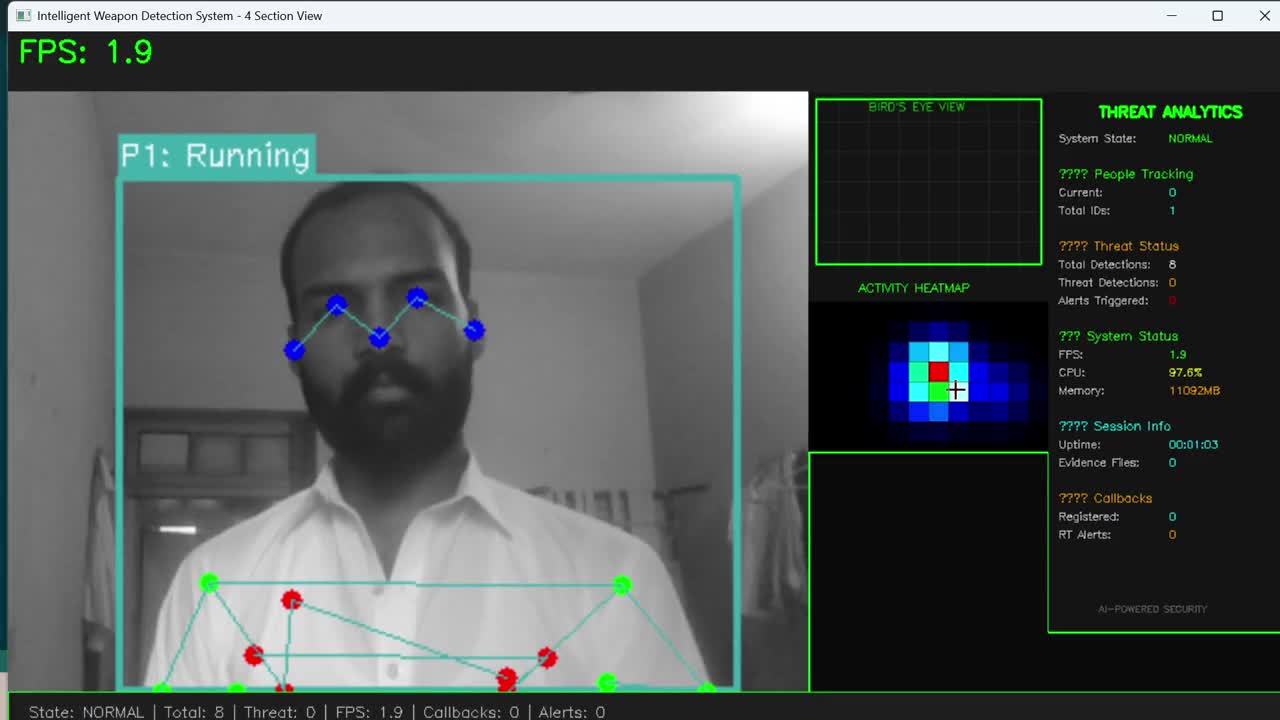 Intelligent Weapon Detection System - 4 Section View
FPS: 1.9
P1: Running
BIRD'S EYE VIEW
ACTIVITY HEATMAP
THREAT ANALYTICS
System State: NORMAL
???? People Tracking
Current: 0
Total IDs: 1
???? Threat Status
Total Detections: 8
Threat Detections: 0
Alerts Triggered: 0
??? System Status
FPS: 1.9
CPU: 97.6%
Memory: 11092MB
???? Session Info
Uptime: 00:01:03
Evidence Files: 0
???? Callbacks
Registered: 0
RT Alerts: 0
AI-POWERED SECURITY
State: NORMAL | Total: 8 | Threat: 0 | FPS: 1.9 | Callbacks: 0 | Alerts: 0